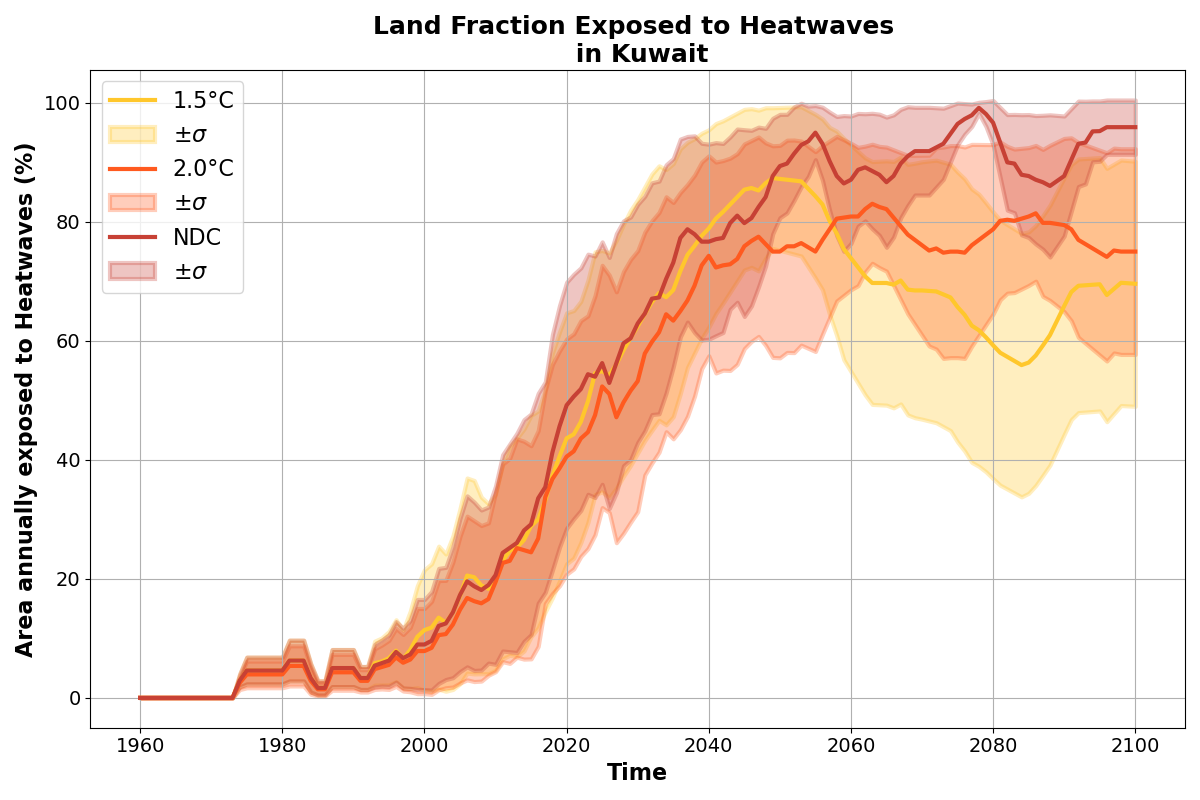 Land Fraction Exposed to Heatwaves
in Kuwait
1.5°C
±σ
2.0°C
±σ
NDC
±σ
Area annually exposed to Heatwaves (%)
100
80
60
40
20
0
1960 1980 2000 2020 2040 2060 2080 2100
Time